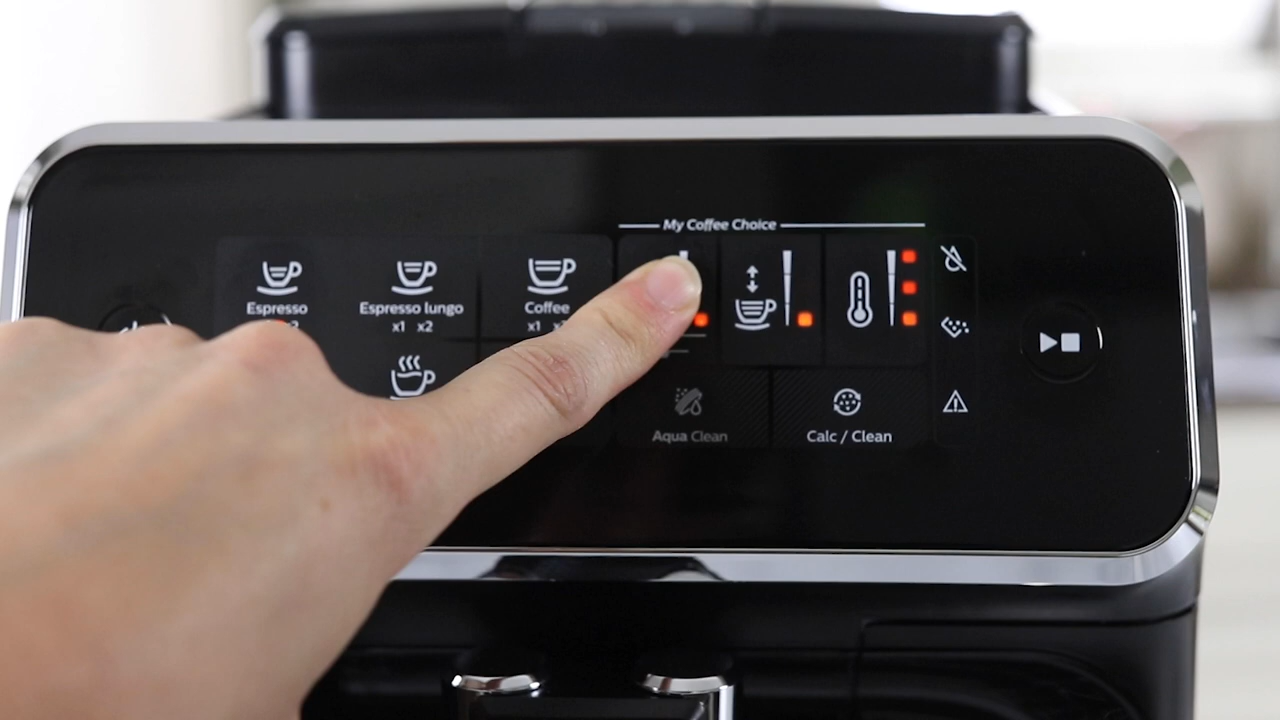 My Coffee Choice
Espresso
Espresso lungo
Coffee
x1 x2
x1
Aqua Clean
Calc / Clean